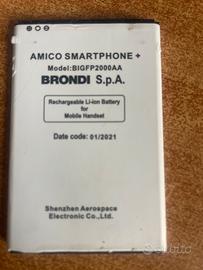 AMICO SMARTPHONE +
Model:BIGFP2000AA
BRONDI S.p.A.
Rechargeable Li-ion Battery
for
Mobile Handset
Date code: 01/2021
Shenzhen Aerospace
Electronic Co.,Ltd.
subito